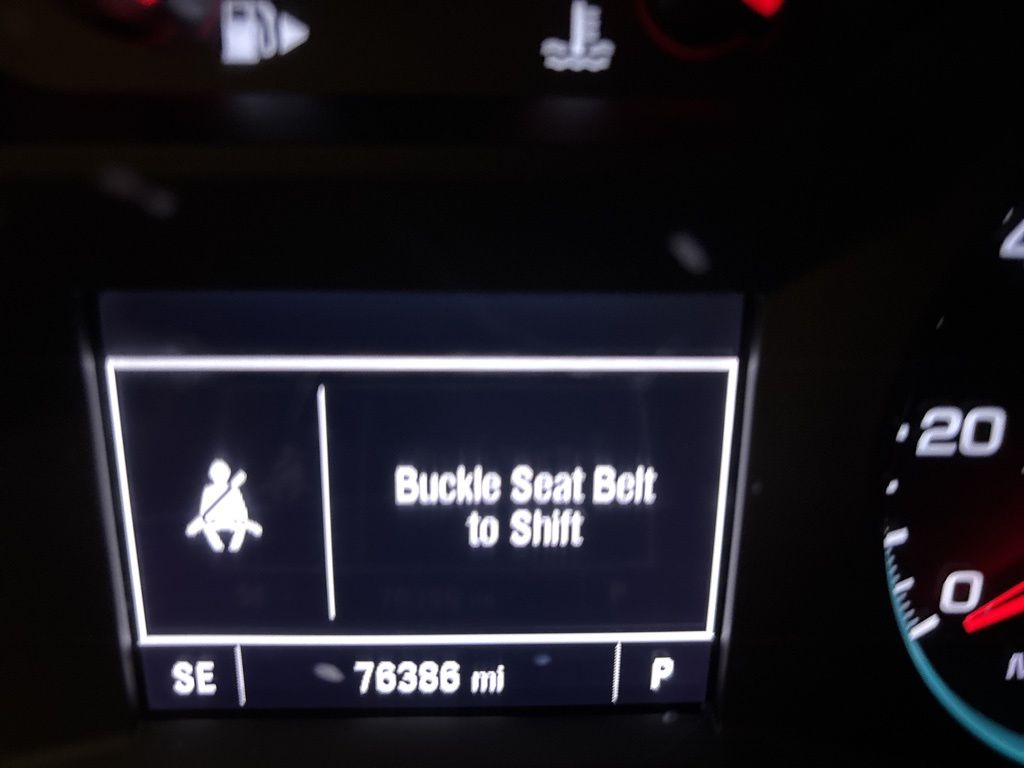 Buckle Seat Belt
to Shift
SE 76386 mi P
20
0